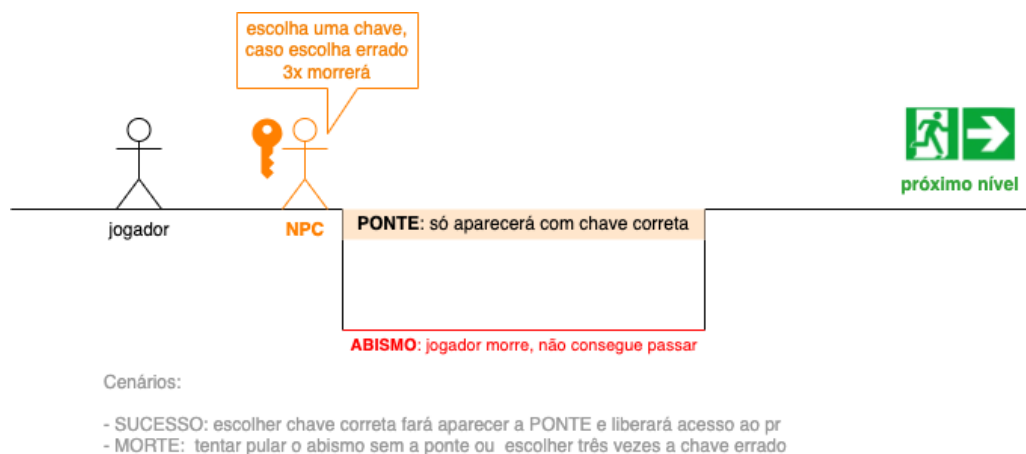 escolha uma chave,
caso escolha errado
3x morrerá
próximo nível
jogador
NPC
PONTE: só aparecerá com chave correta
ABISMO: jogador morre, não consegue passar
Cenários:
- SUCESSO: escolher chave correta fará aparecer a PONTE e liberará acesso ao pr
- MORTE: tentar pular o abismo sem a ponte ou escolher três vezes a chave errado